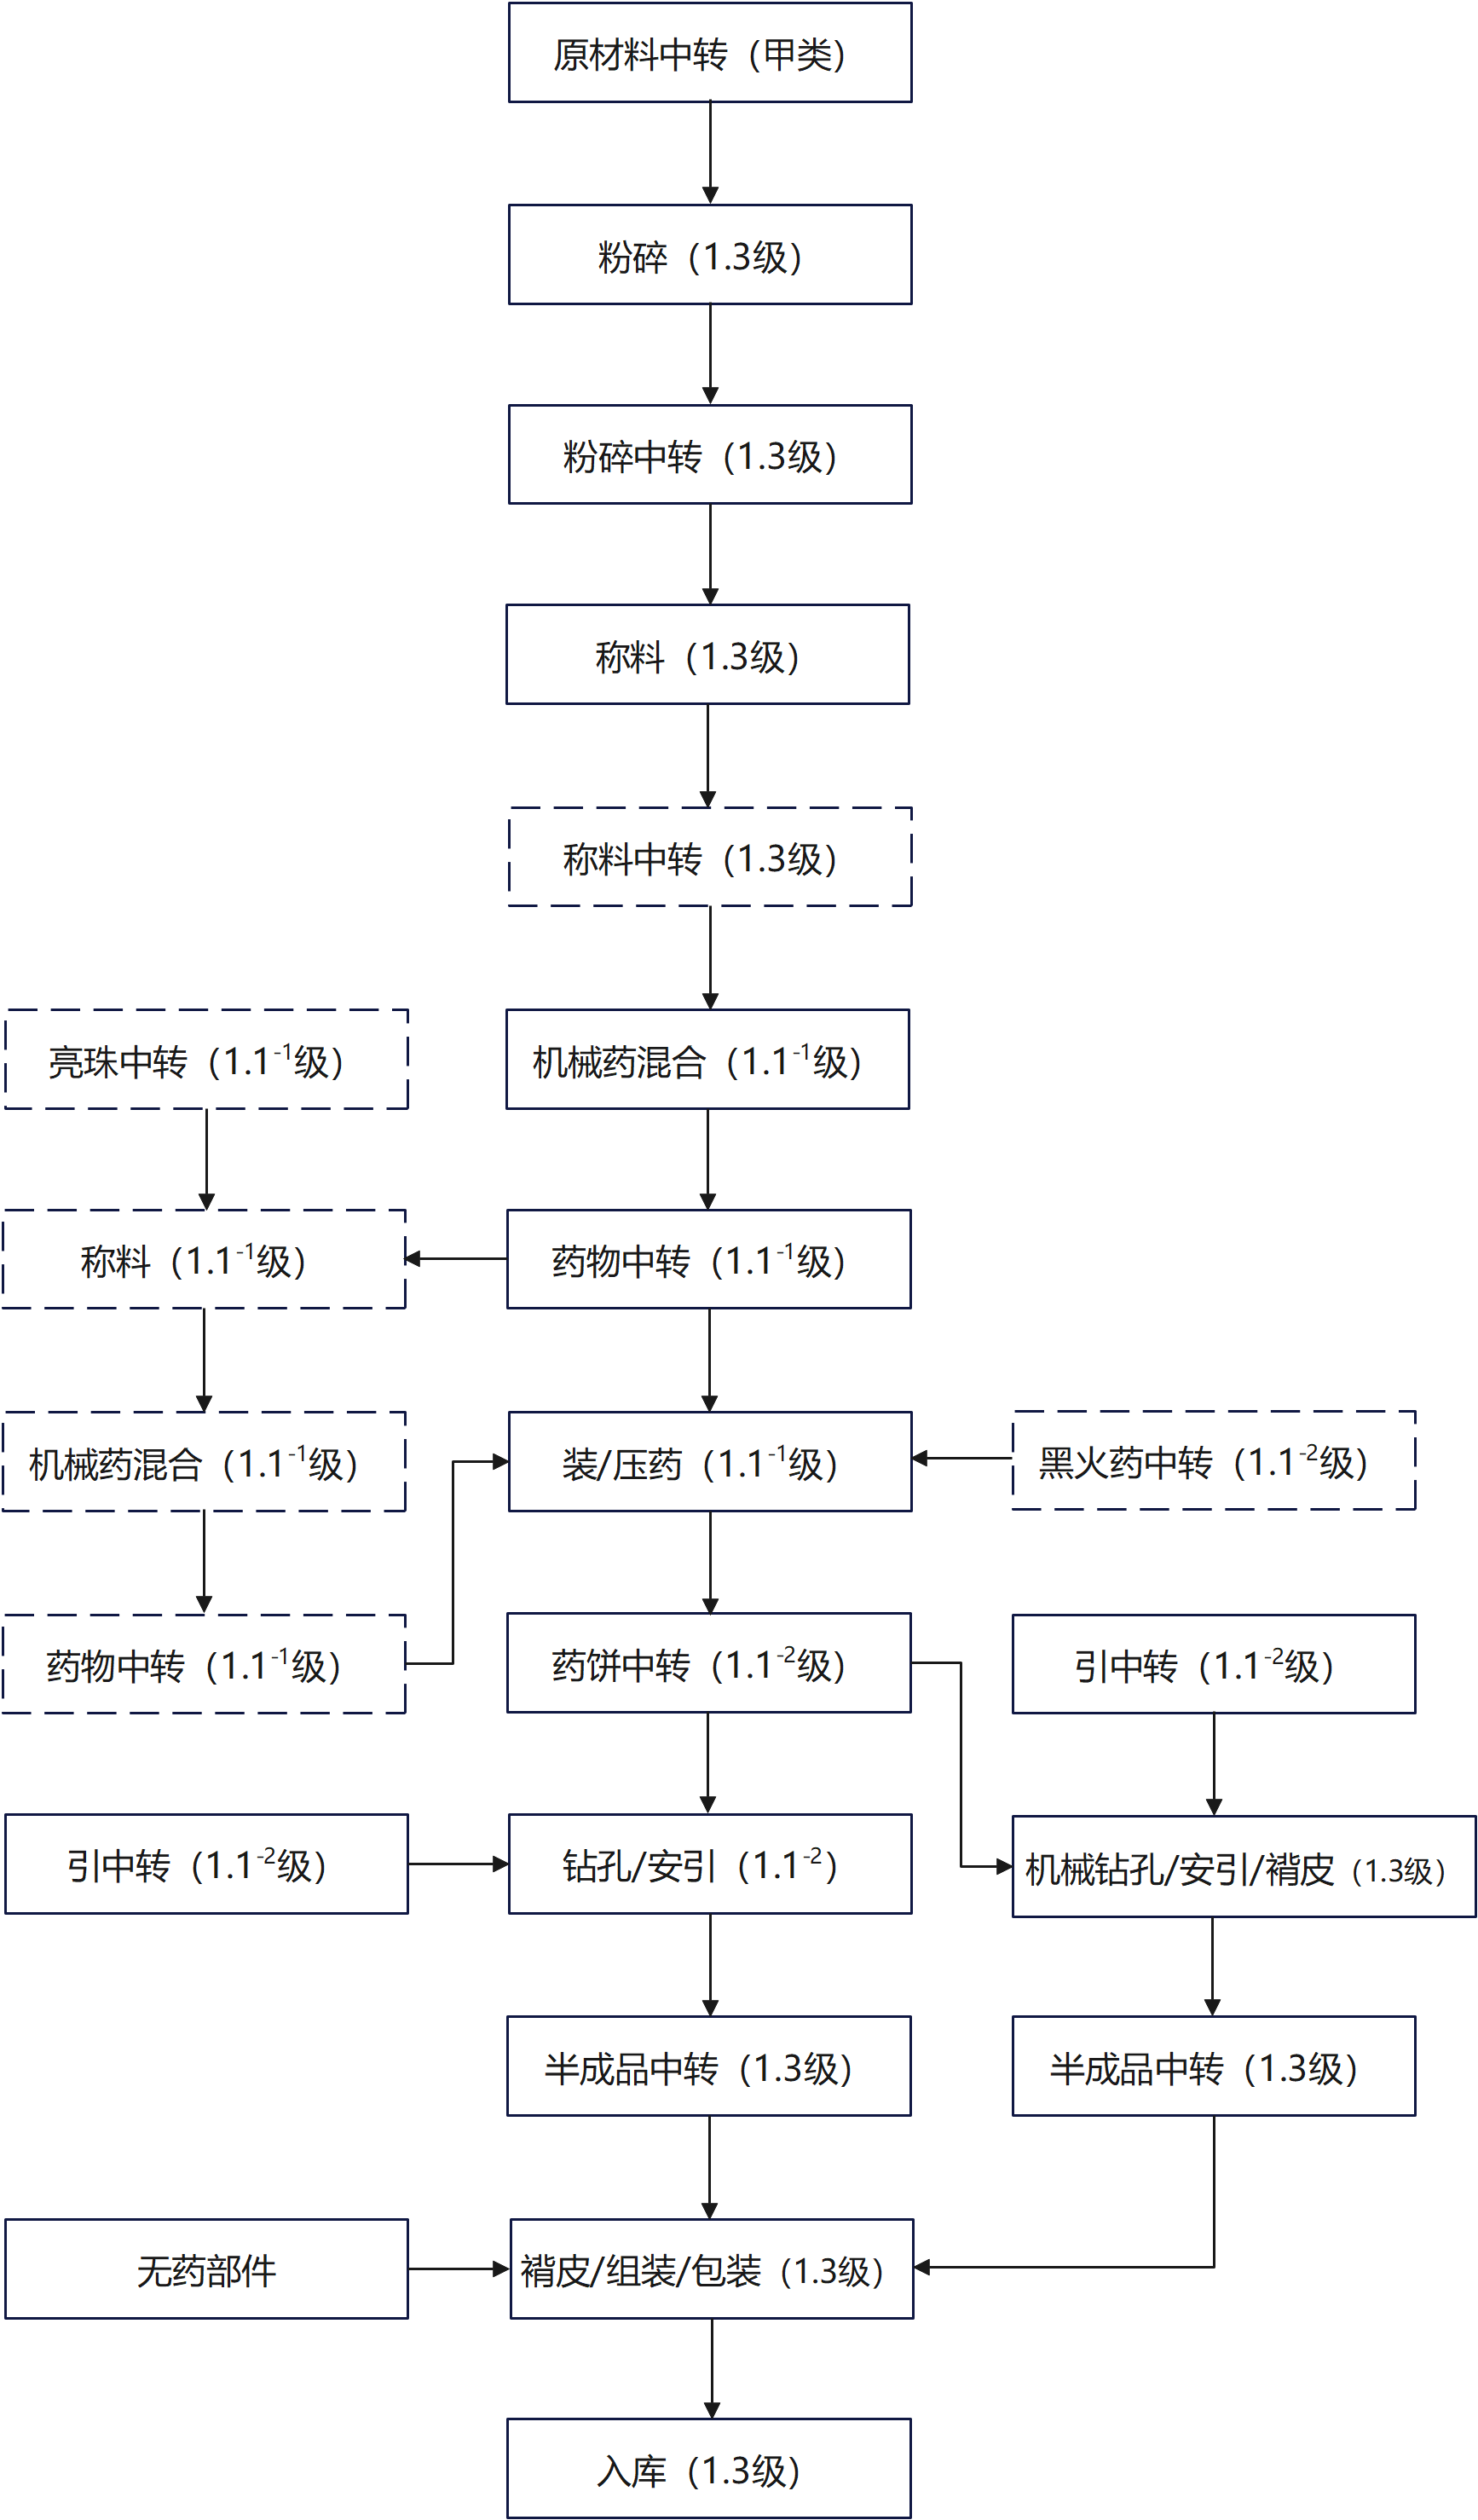 原材料中转（甲类）
粉碎（1.3级）
粉碎中转（1.3级）
称料（1.3级）
称料中转（1.3级）
亮珠中转（1.1⁻¹级）
机械药混合（1.1⁻¹级）
称料（1.1⁻¹级）
药物中转（1.1⁻¹级）
机械药混合（1.1⁻¹级）
装/压药（1.1⁻¹级）
黑火药中转（1.1⁻²级）
药物中转（1.1⁻¹级）
药饼中转（1.1⁻²级）
引中转（1.1⁻²级）
引中转（1.1⁻²级）
钻孔/安引（1.1⁻²）
机械钻孔/安引/褙皮（1.3级）
半成品中转（1.3级）
半成品中转（1.3级）
无药部件
褙皮/组装/包装（1.3级）
入库（1.3级）